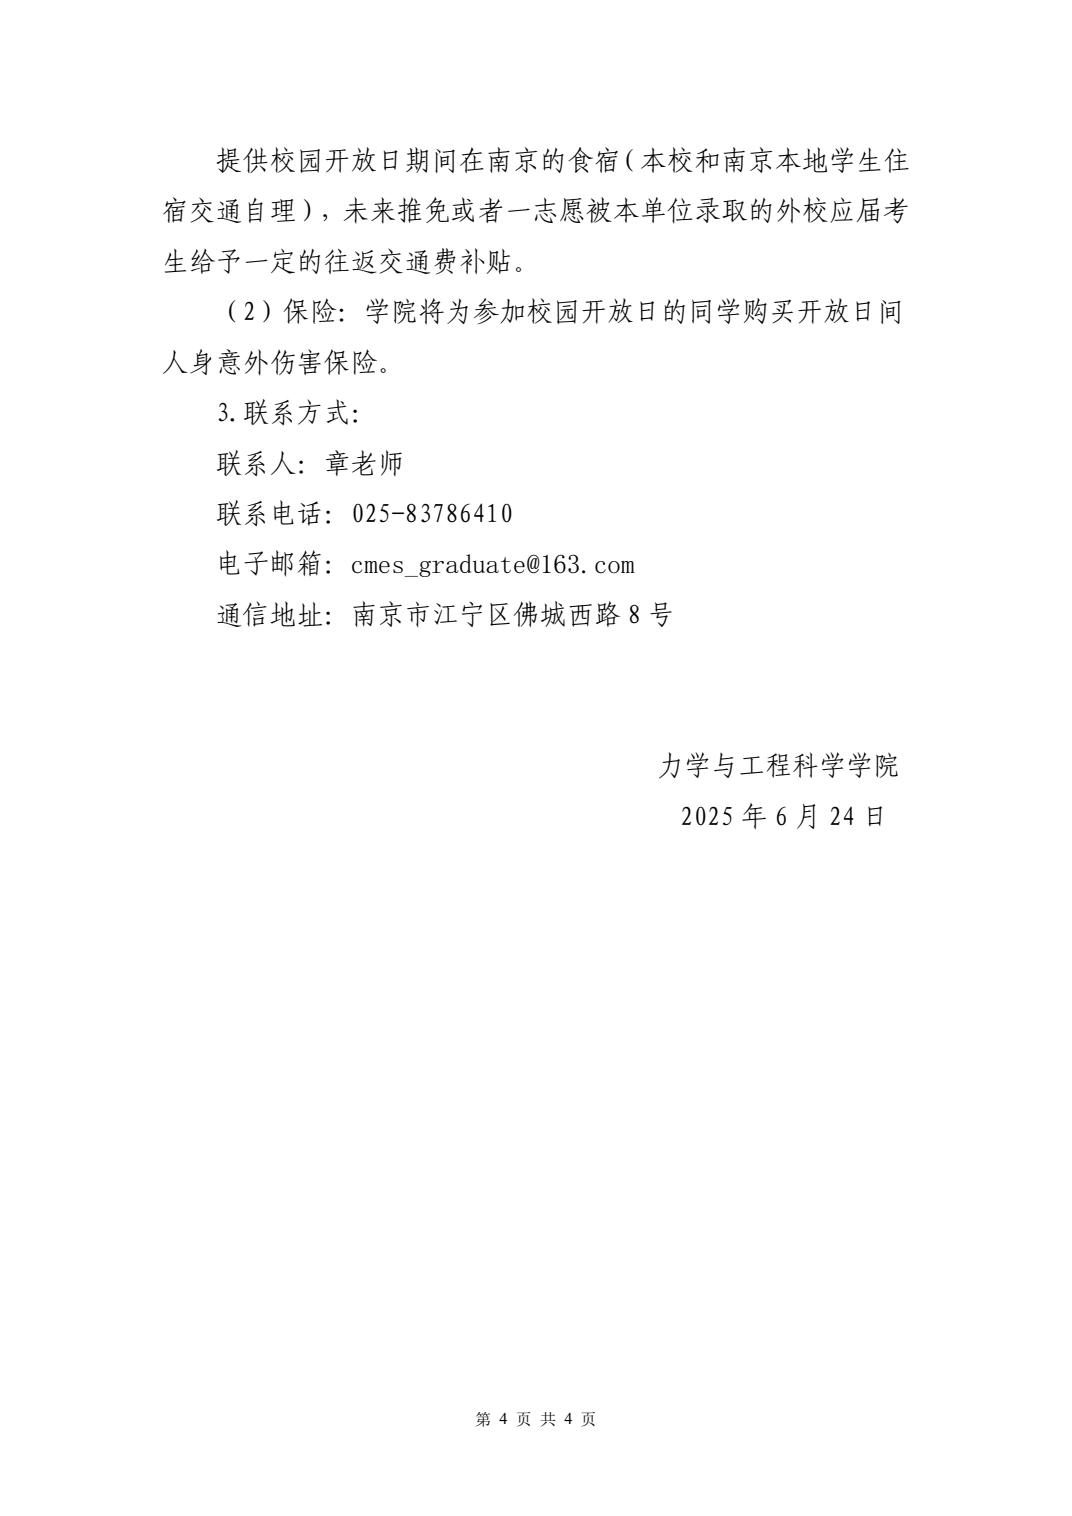 提供校园开放日期间在南京的食宿（本校和南京本地学生住
宿交通自理），未来推免或者一志愿被本单位录取的外校应届考
生给予一定的往返交通费补贴。
（2）保险：学院将为参加校园开放日的同学购买开放日间
人身意外伤害保险。
3.联系方式：
联系人：章老师
联系电话：025-83786410
电子邮箱：cmes_graduate@163.com
通信地址：南京市江宁区佛城西路 8 号
力学与工程科学学院
2025 年 6 月 24 日
第 4 页 共 4 页